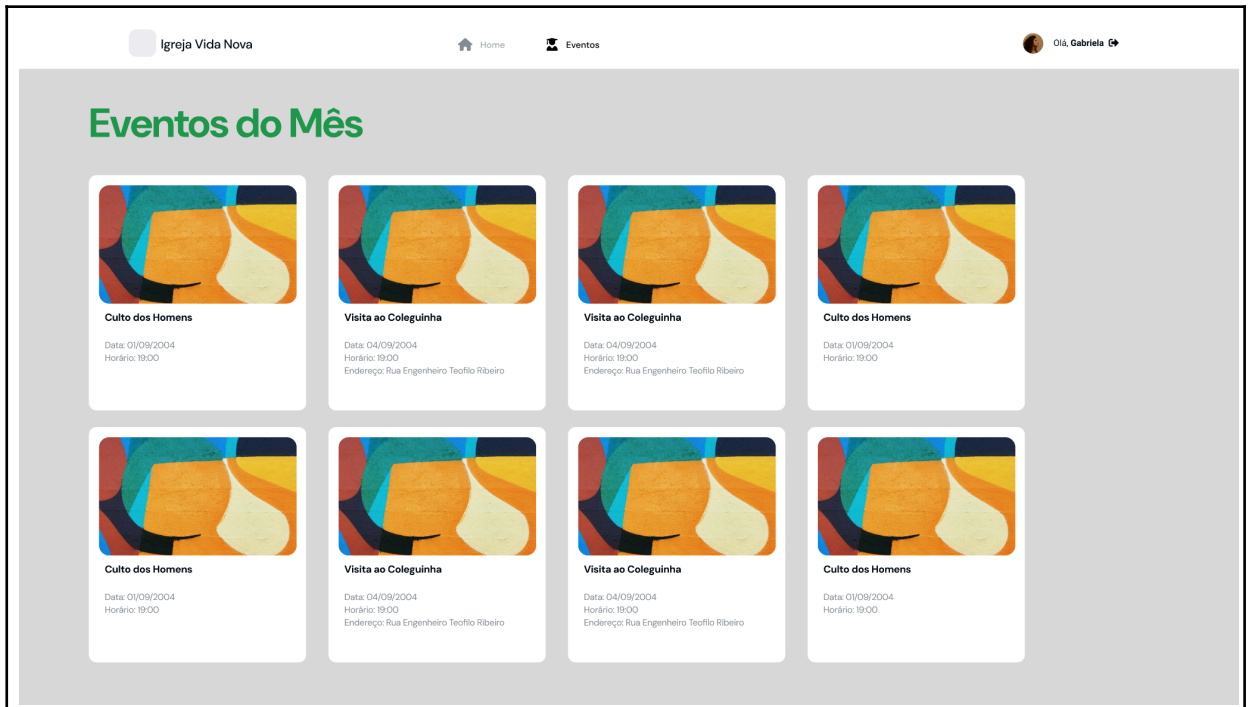 Igreja Vida Nova
Home
Eventos
Olá, Gabriela
Eventos do Mês
Culto dos Homens
Data: 01/09/2004
Horário: 19:00
Visita ao Coleguinha
Data: 04/09/2004
Horário: 19:00
Endereço: Rua Engenheiro Teofilo Ribeiro
Visita ao Coleguinha
Data: 04/09/2004
Horário: 19:00
Endereço: Rua Engenheiro Teofilo Ribeiro
Culto dos Homens
Data: 01/09/2004
Horário: 19:00
Culto dos Homens
Data: 01/09/2004
Horário: 19:00
Visita ao Coleguinha
Data: 04/09/2004
Horário: 19:00
Endereço: Rua Engenheiro Teofilo Ribeiro
Visita ao Coleguinha
Data: 04/09/2004
Horário: 19:00
Endereço: Rua Engenheiro Teofilo Ribeiro
Culto dos Homens
Data: 01/09/2004
Horário: 19:00